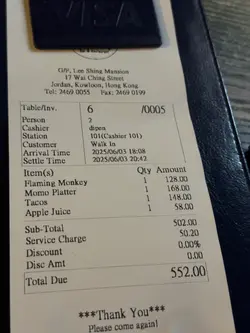 G/F, Lee Shing Mansion
17 Wai Ching Street
Jordan, Kowloon, Hong Kong
Tel: 7469 0055 Fax: 3469 0199
Table/Inv. 6 /0005
Person 2
Cashier dipen
Station 101(Cashier 101)
Customer Walk In
Arrival Time 2025/06/03 18:08
Settle Time 2025/06/03 20:42
Item(s) Qty Amount
Flaming Monkey 1 128.00
Momo Platter 1 168.00
Tacos 1 148.00
Apple Juice 1 58.00
Sub-Total 502.00
Service Charge 50.20
Discount 0.00%
Disc Amt 0.00
Total Due 552.00
***Thank You***
Please come again!